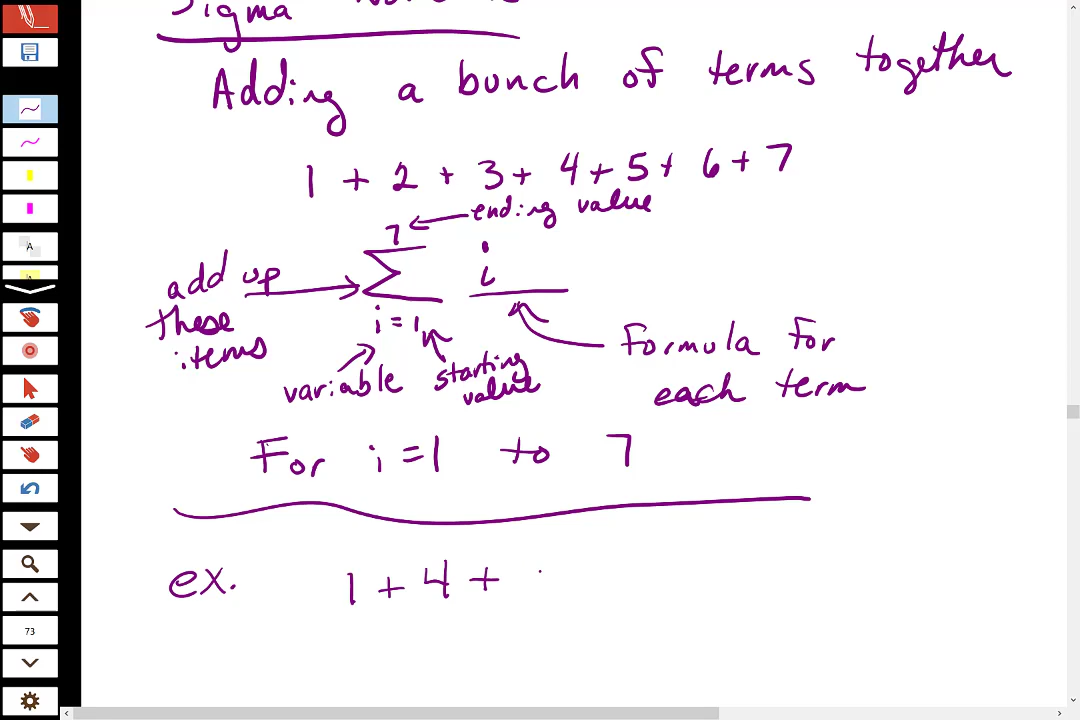 Sigma
Adding a bunch of terms together
1 + 2 + 3 + 4 + 5 + 6 + 7
7 ← ending value
add up these items → Σ i
i = 1
variable
starting value
formula for each term
For i = 1 to 7
ex. 1 + 4 +
A
73